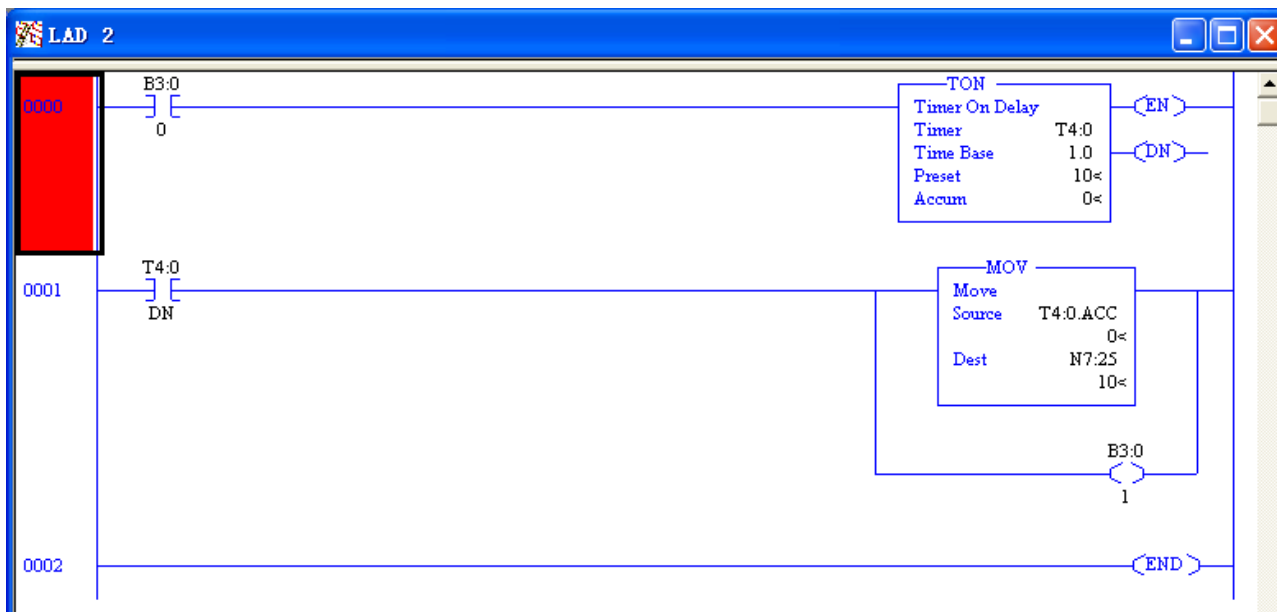 LAD 2
0000
B3:0
0
TON
Timer On Delay
Timer T4:0
Time Base 1.0
Preset 10<
Accum 0<
EN
DN
0001
T4:0
DN
MOV
Move
Source T4:0.ACC
0<
Dest N7:25
10<
B3:0
1
0002
END